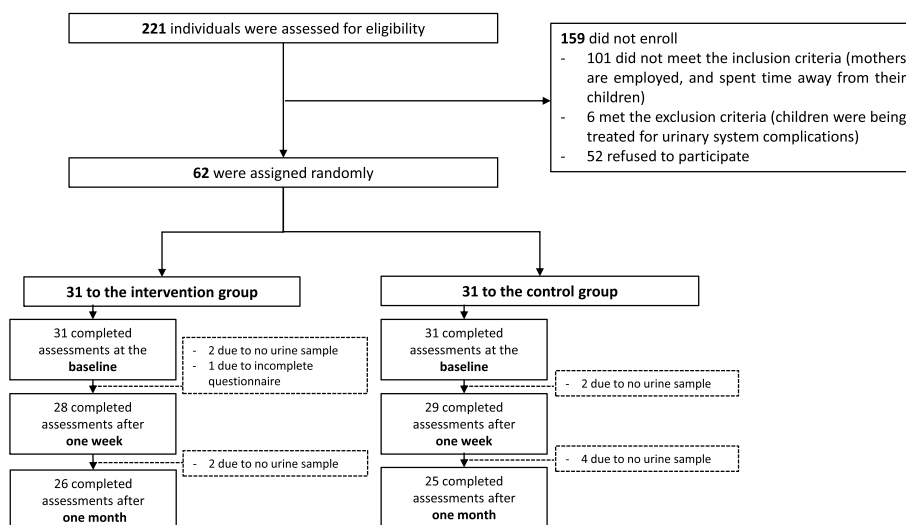 221 individuals were assessed for eligibility
159 did not enroll
- 101 did not meet the inclusion criteria (mothers
are employed, and spent time away from their
children)
- 6 met the exclusion criteria (children were being
treated for urinary system complications)
- 52 refused to participate
62 were assigned randomly
31 to the intervention group
31 to the control group
31 completed
assessments at the
baseline
- 2 due to no urine sample
- 1 due to incomplete
questionnaire
28 completed
assessments after
one week
- 2 due to no urine sample
26 completed
assessments after
one month
31 completed
assessments at the
baseline
- 2 due to no urine sample
29 completed
assessments after
one week
- 4 due to no urine sample
25 completed
assessments after
one month